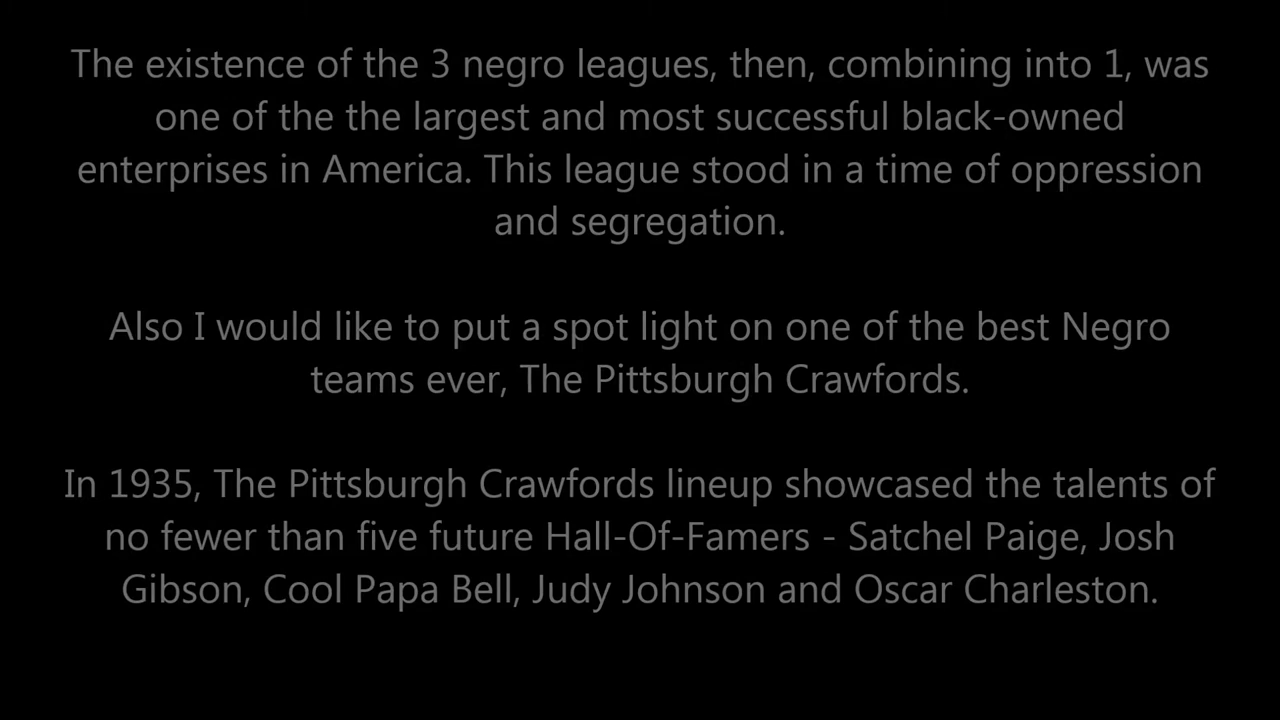 The existence of the 3 negro leagues, then, combining into 1, was
one of the the largest and most successful black-owned
enterprises in America. This league stood in a time of oppression
and segregation.
Also I would like to put a spot light on one of the best Negro
teams ever, The Pittsburgh Crawfords.
In 1935, The Pittsburgh Crawfords lineup showcased the talents of
no fewer than five future Hall-Of-Famers - Satchel Paige, Josh
Gibson, Cool Papa Bell, Judy Johnson and Oscar Charleston.